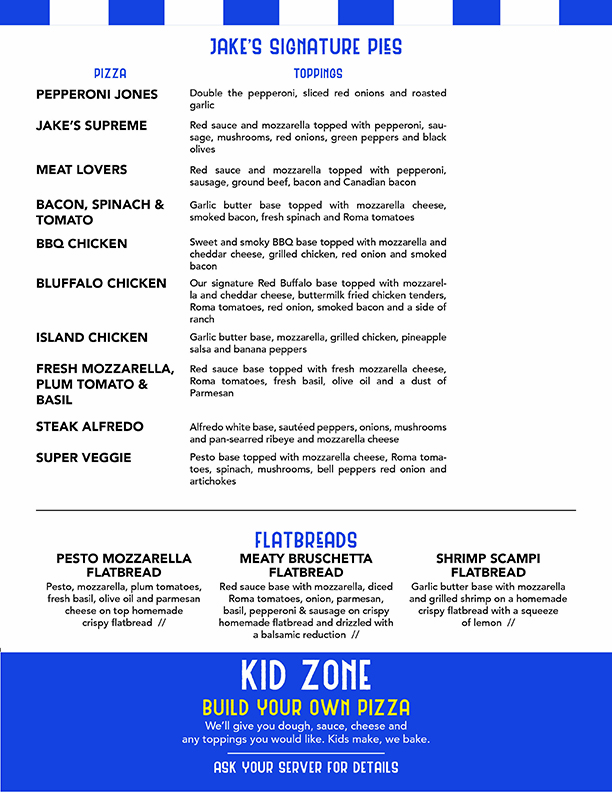 JAKE'S SIGNATURE PIES
PIZZA TOPPINGS
PEPPERONI JONES
Double the pepperoni, sliced red onions and roasted
garlic
JAKE'S SUPREME
Red sauce and mozzarella topped with pepperoni, sau-
sage, mushrooms, red onions, green peppers and black
olives
MEAT LOVERS
Red sauce and mozzarella topped with pepperoni,
sausage, ground beef, bacon and Canadian bacon
BACON, SPINACH &
TOMATO
Garlic butter base topped with mozzarella cheese,
smoked bacon, fresh spinach and Roma tomatoes
BBQ CHICKEN
Sweet and smoky BBQ base topped with mozzarella and
cheddar cheese, grilled chicken, red onion and smoked
bacon
BLUFFALO CHICKEN
Our signature Red Buffalo base topped with mozzarel-
la and cheddar cheese, buttermilk fried chicken tenders,
Roma tomatoes, red onion, smoked bacon and a side of
ranch
ISLAND CHICKEN
Garlic butter base, mozzarella, grilled chicken, pineapple
salsa and banana peppers
FRESH MOZZARELLA,
PLUM TOMATO &
BASIL
Red sauce base topped with fresh mozzarella cheese,
Roma tomatoes, fresh basil, olive oil and a dust of
Parmesan
STEAK ALFREDO
Alfredo white base, sautéed peppers, onions, mushrooms
and pan-searred ribeye and mozzarella cheese
SUPER VEGGIE
Pesto base topped with mozzarella cheese, Roma toma-
toes, spinach, mushrooms, bell peppers red onion and
artichokes
FLATBREADS
PESTO MOZZARELLA
FLATBREAD
Pesto, mozzarella, plum tomatoes,
fresh basil, olive oil and parmesan
cheese on top homemade
crispy flatbread //
MEATY BRUSCHETTA
FLATBREAD
Red sauce base with mozzarella, diced
Roma tomatoes, onion, parmesan,
basil, pepperoni & sausage on crispy
homemade flatbread and drizzled with
a balsamic reduction //
SHRIMP SCAMPI
FLATBREAD
Garlic butter base with mozzarella
and grilled shrimp on a homemade
crispy flatbread with a squeeze
of lemon //
KID ZONE
BUILD YOUR OWN PIZZA
We'll give you dough, sauce, cheese and
any toppings you would like. Kids make, we bake.
ASK YOUR SERVER FOR DETAILS